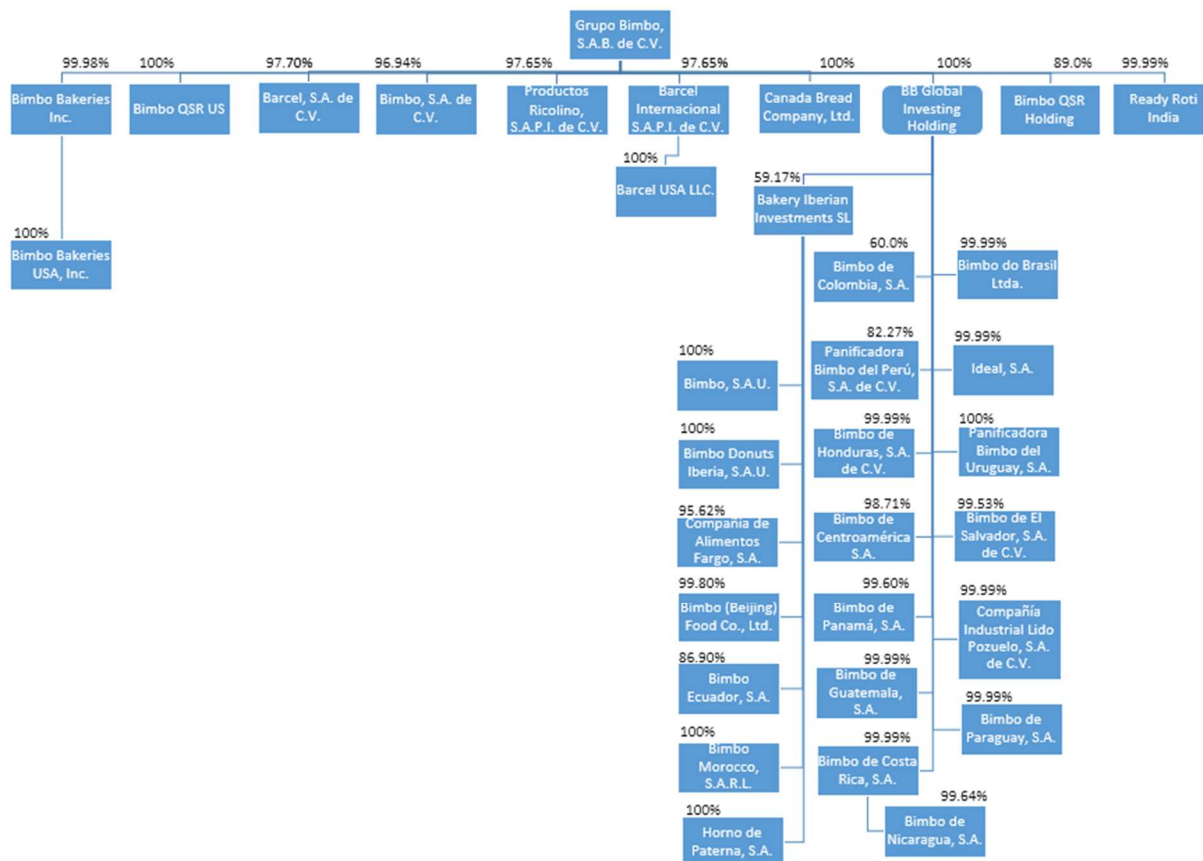 Grupo Bimbo,
S.A.B. de C.V.
99.98%
100%
97.70%
96.94%
97.65%
97.65%
100%
100%
89.0%
99.99%
Bimbo Bakeries
Inc.
Bimbo QSR US
Barcel, S.A. de
C.V.
Bimbo, S.A. de
C.V.
Productos
Ricolino,
S.A.P.I. de C.V.
Barcel
Internacional
S.A.P.I. de C.V.
Canada Bread
Company, Ltd.
BB Global
Investing
Holding
Bimbo QSR
Holding
Ready Roti
India
100%
Barcel USA LLC.
59.17%
Bakery Iberian
Investments SL
100%
Bimbo Bakeries
USA, Inc.
60.0%
Bimbo de
Colombia, S.A.
99.99%
Bimbo do Brasil
Ltda.
100%
Bimbo, S.A.U.
82.27%
Panificadora
Bimbo del Perú,
S.A. de C.V.
99.99%
Ideal, S.A.
100%
Bimbo Donuts
Iberia, S.A.U.
99.99%
Bimbo de
Honduras, S.A.
de C.V.
100%
Panificadora
Bimbo del
Uruguay, S.A.
95.62%
Compañia de
Alimentos
Fargo, S.A.
98.71%
Bimbo de
Centroamérica
S.A.
99.53%
Bimbo de El
Salvador, S.A.
de C.V.
99.80%
Bimbo (Beijing)
Food Co., Ltd.
99.60%
Bimbo de
Panamá, S.A.
99.99%
Compañía
Industrial Lido
Pozuelo, S.A.
de C.V.
86.90%
Bimbo
Ecuador, S.A.
99.99%
Bimbo de
Guatemala,
S.A.
99.99%
Bimbo de
Paraguay, S.A.
100%
Bimbo
Morocco,
S.A.R.L.
99.99%
Bimbo de Costa
Rica, S.A.
100%
Horno de
Paterna, S.A.
99.64%
Bimbo de
Nicaragua, S.A.